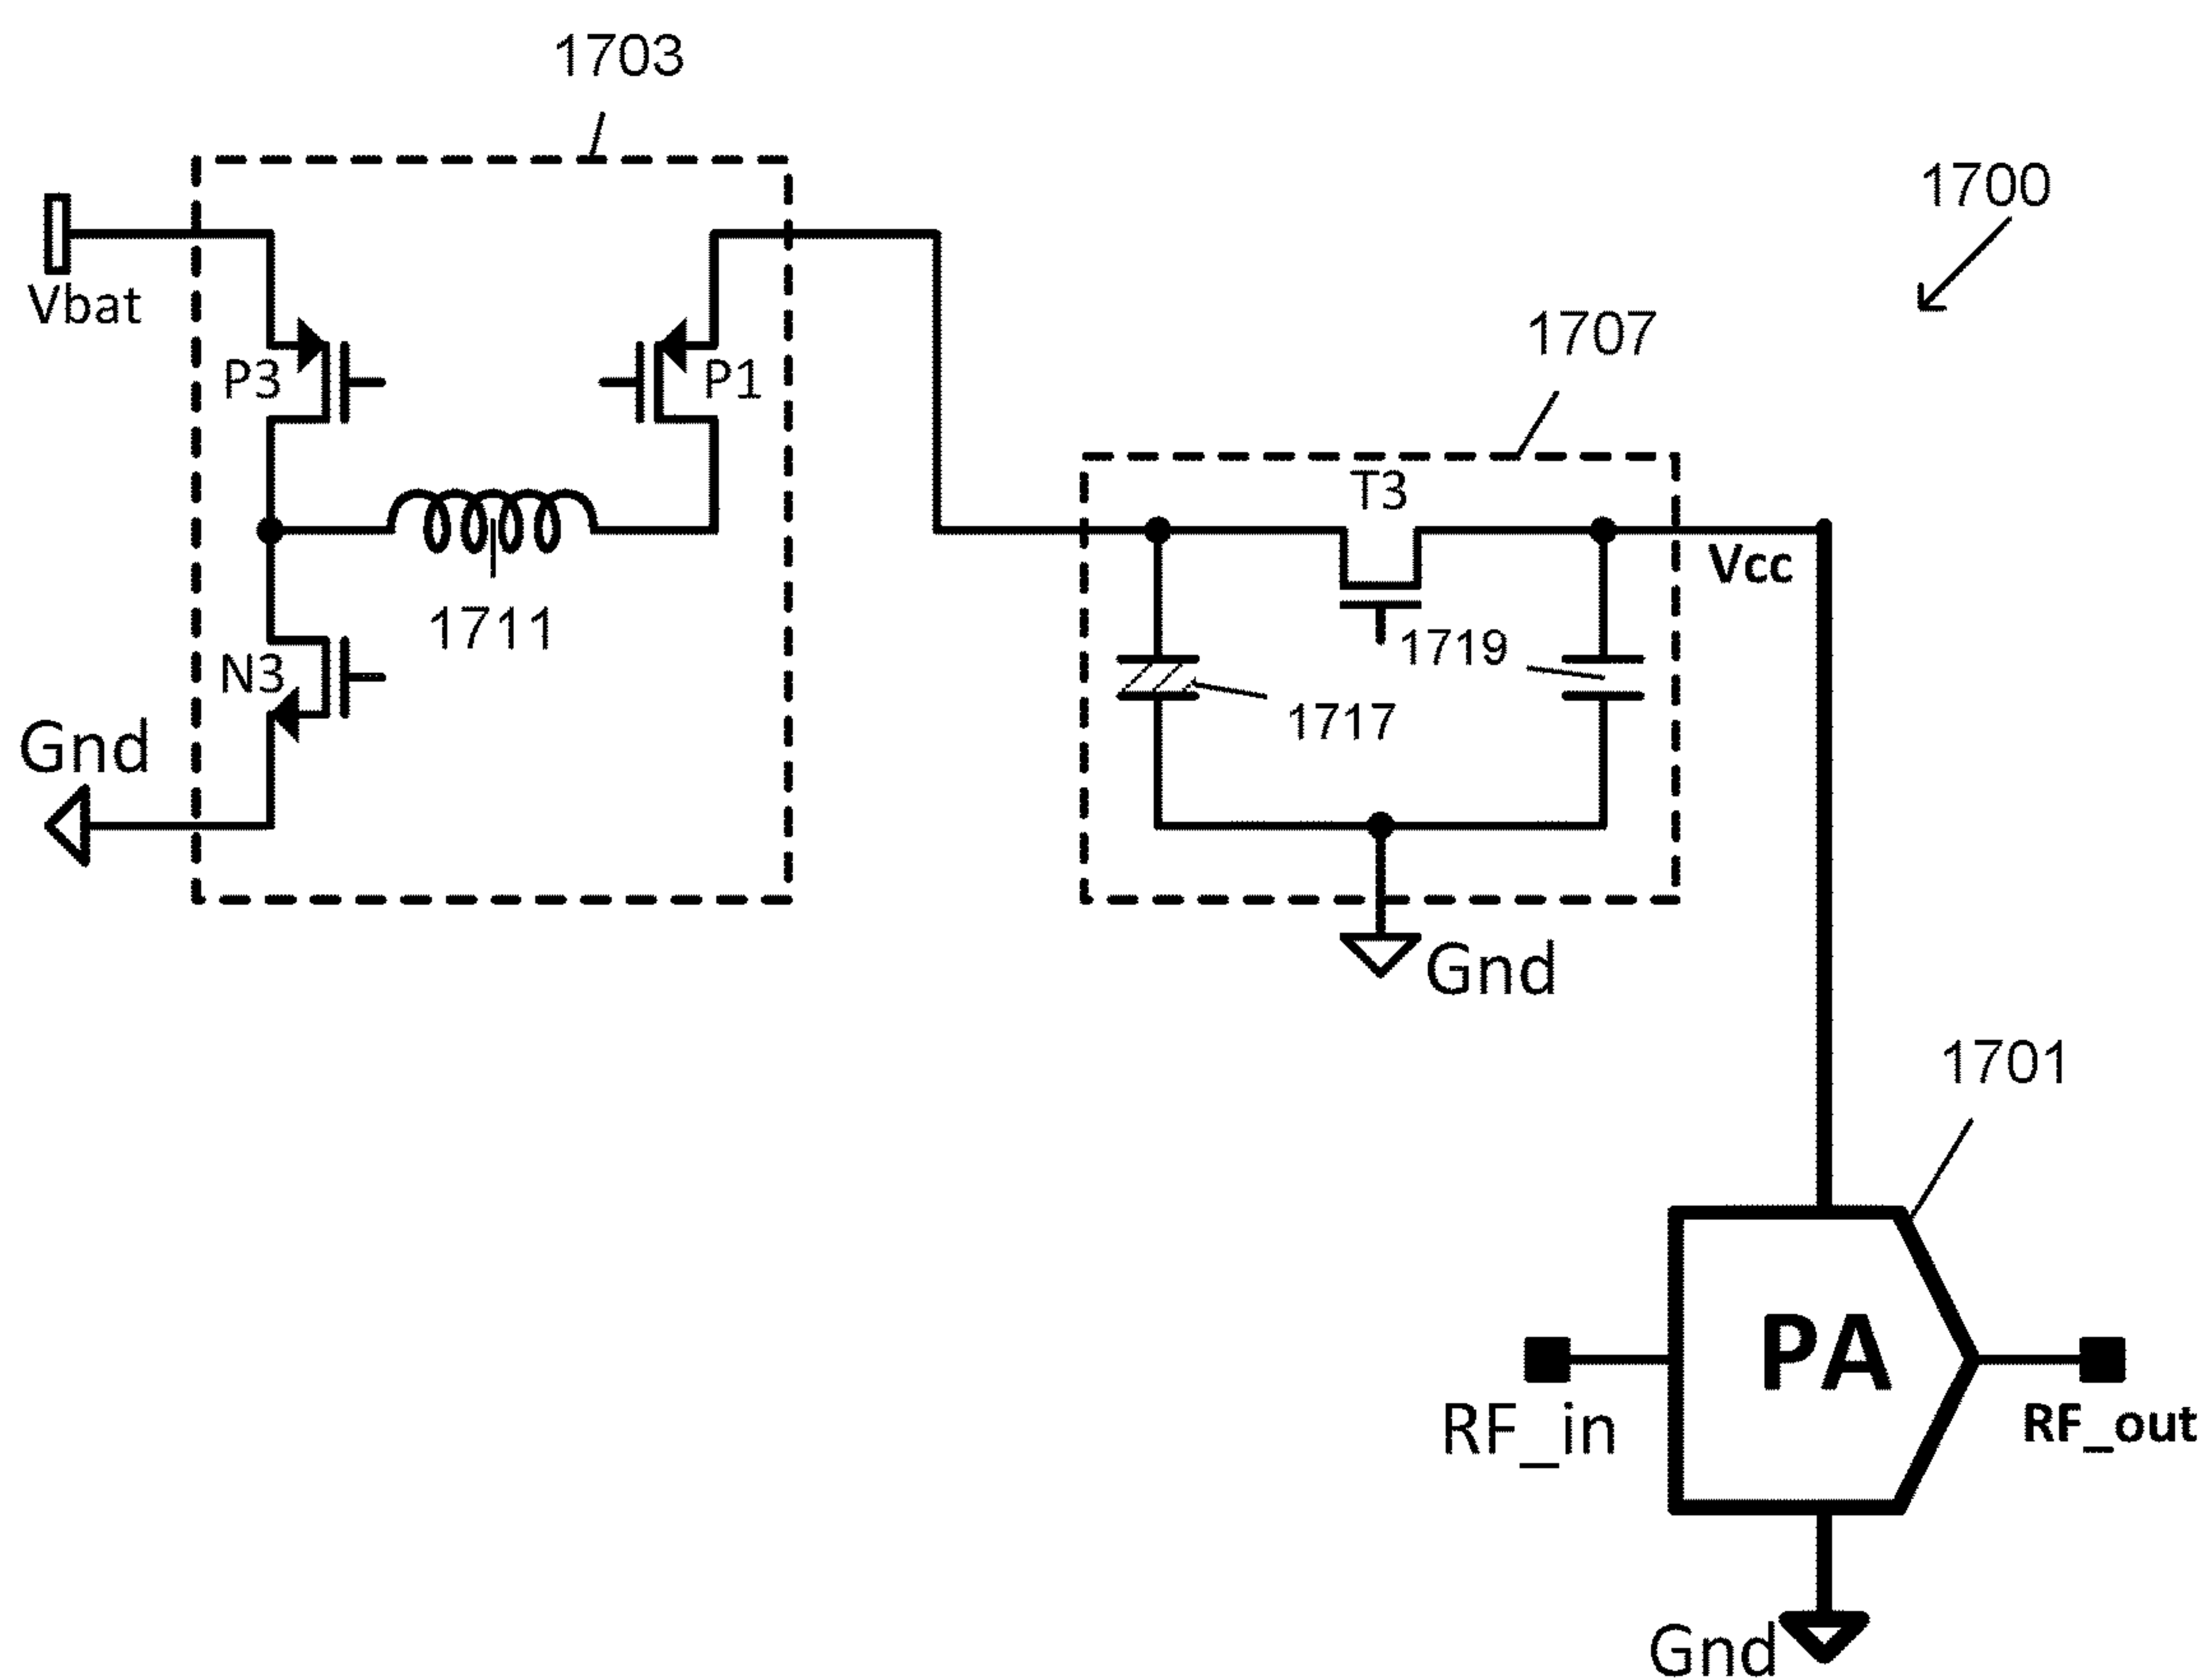 1703
1700
Vbat
1707
P3
P1
T3
Vcc
1711
1719
N3
1717
Gnd
Gnd
1701
PA
RF_in
RF_out
Gnd